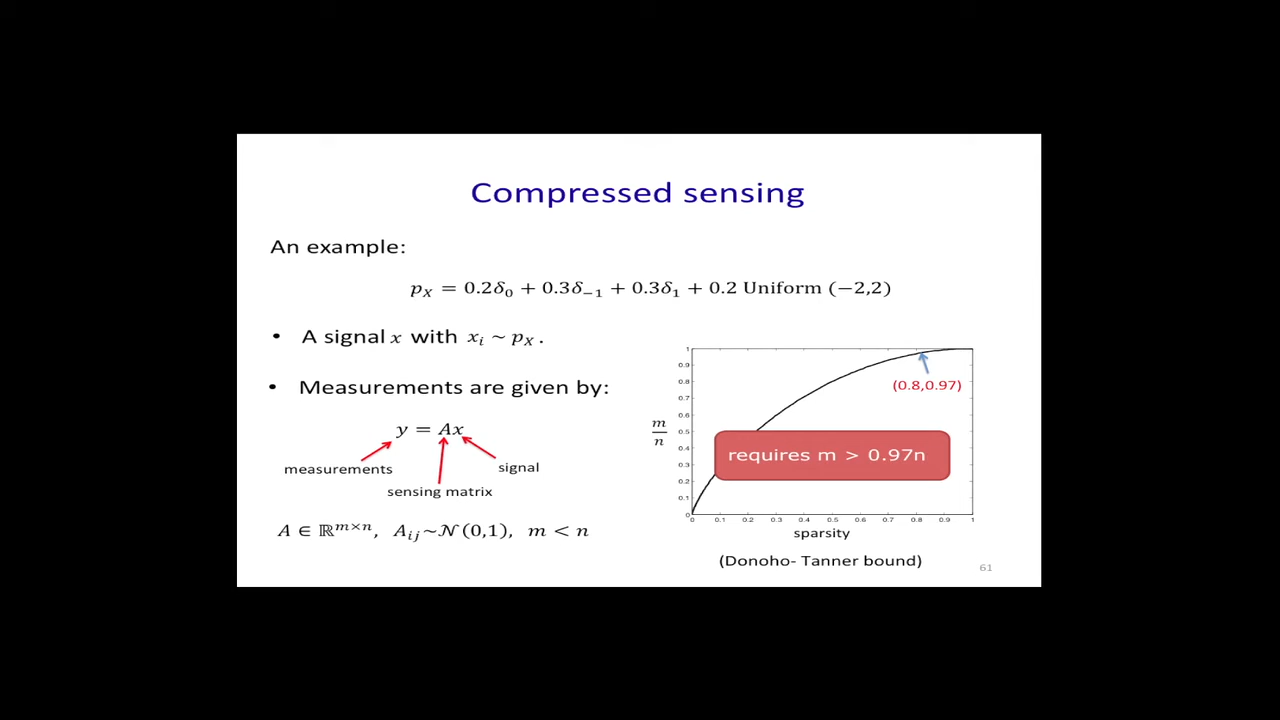 Compressed sensing
An example:
p_X = 0.2δ_0 + 0.3δ_{−1} + 0.3δ_1 + 0.2 Uniform (−2,2)
• A signal x with x_i ~ p_X.
• Measurements are given by:
y = Ax
measurements
signal
sensing matrix
A ∈ ℝ^{m×n}, A_{ij}~𝒩(0,1), m < n
1
0.9
0.8
0.7
0.6
0.5
0.4
0.3
0.2
0.1
0
m/n
(0.8,0.97)
requires m > 0.97n
0 0.1 0.2 0.3 0.4 0.5 0.6 0.7 0.8 0.9 1
sparsity
(Donoho- Tanner bound)
61